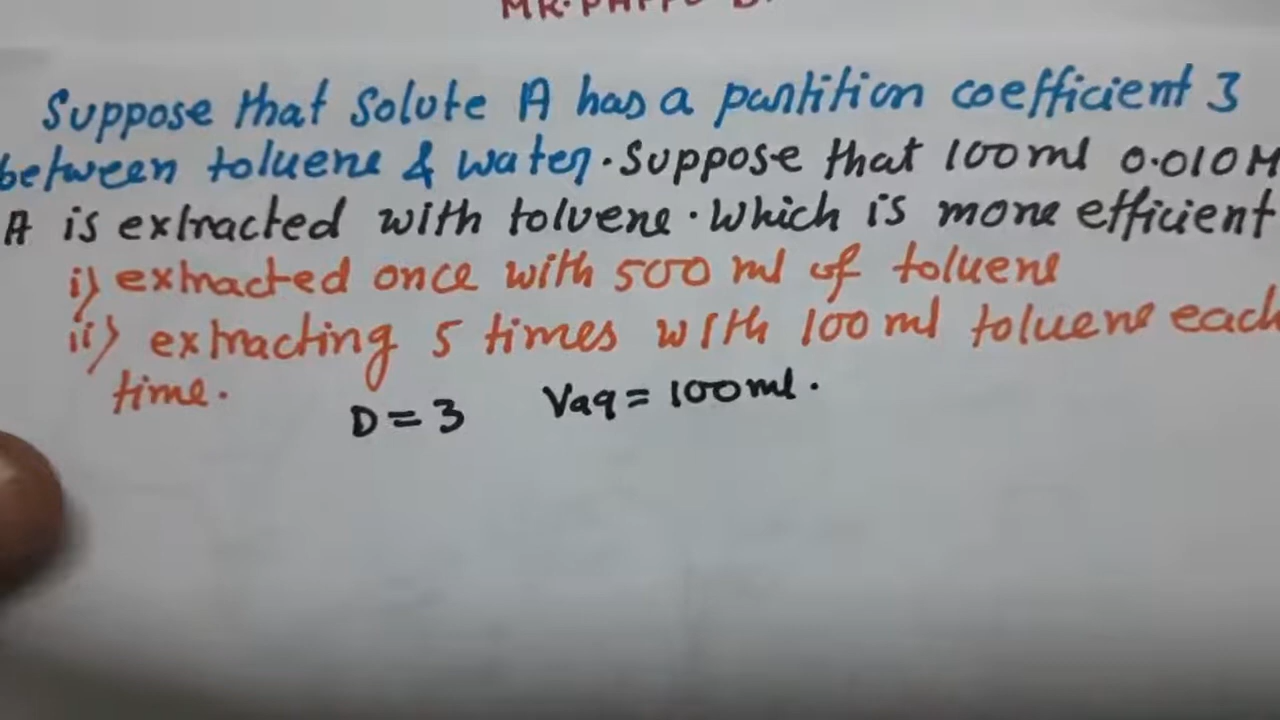 Suppose that solute A has a partition coefficient 3
between toluene & water. Suppose that 100ml 0.010M
A is extracted with toluene. Which is more efficient
i) extracted once with 500 ml of toluene
ii) extracting 5 times with 100 ml toluene each
time.
D = 3 Vaq = 100ml.